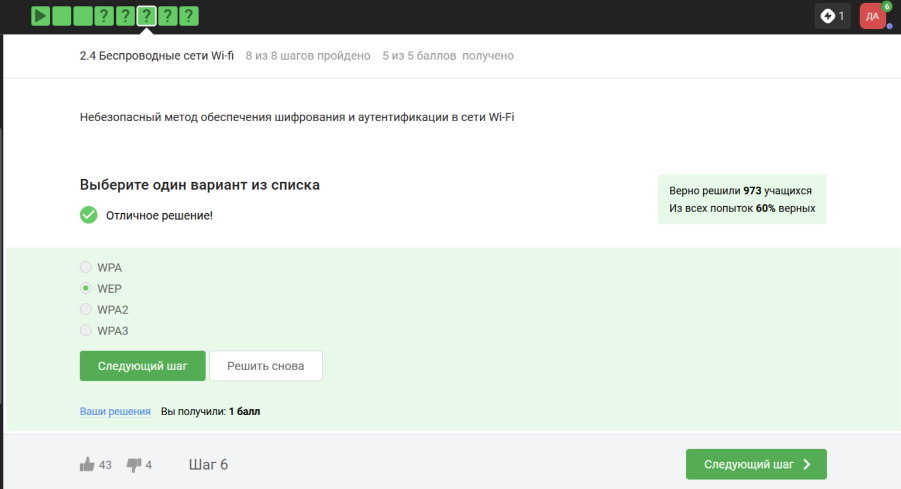 ? ? ? ? ?
1
ДА
6
2.4 Беспроводные сети Wi-fi 8 из 8 шагов пройдено 5 из 5 баллов получено
Небезопасный метод обеспечения шифрования и аутентификации в сети Wi-Fi
Выберите один вариант из списка
Отличное решение!
Верно решили 973 учащихся
Из всех попыток 60% верных
WPA
WEP
WPA2
WPA3
Следующий шаг Решить снова
Ваши решения Вы получили: 1 балл
43 4 Шаг 6 Следующий шаг